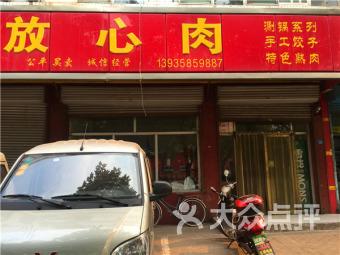 放心肉
公平买卖 诚信经营 13935859887
涮锅系列
手工饺子
特色熟肉
大众点评